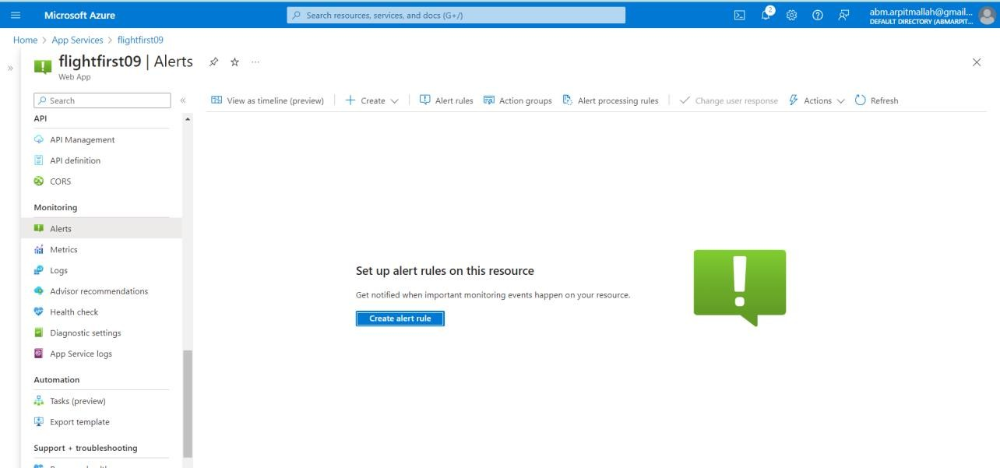 Microsoft Azure
Search resources, services, and docs (G+/)
2
abm.arpitmallah@gmail...
DEFAULT DIRECTORY (ABMARPIT...
Home > App Services > flightfirst09
flightfirst09 | Alerts
Web App
Search
View as timeline (preview)
Create
Alert rules
Action groups
Alert processing rules
Change user response
Actions
Refresh
API
API Management
API definition
CORS
Monitoring
Alerts
Metrics
Logs
Advisor recommendations
Health check
Diagnostic settings
App Service logs
Automation
Tasks (preview)
Export template
Support + troubleshooting
Set up alert rules on this resource
Get notified when important monitoring events happen on your resource.
Create alert rule